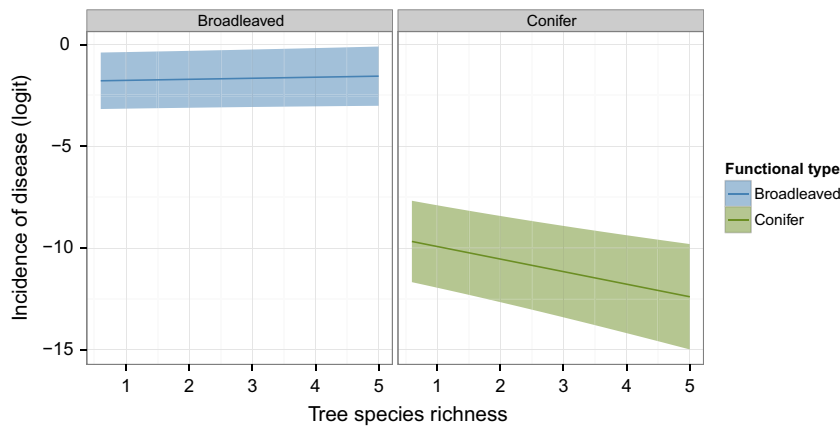 Broadleaved
Conifer
Incidence of disease (logit)
−0
−5
−10
−15
1 2 3 4 5
1 2 3 4 5
Tree species richness
Functional type
Broadleaved
Conifer